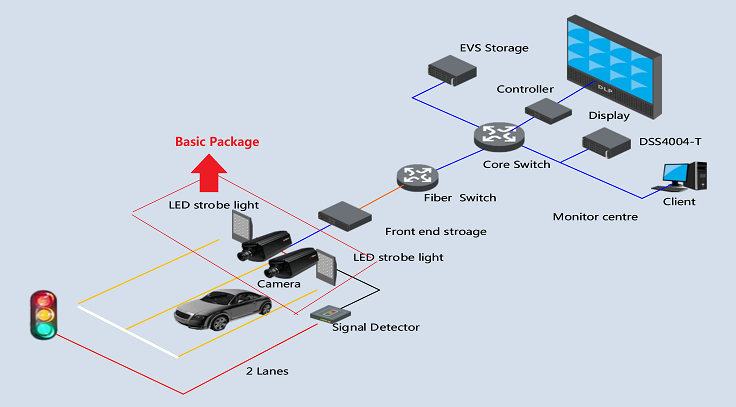 EVS Storage
Controller
DLP
Display
Basic Package
DSS4004-T
Core Switch
Fiber Switch
Client
LED strobe light
Monitor centre
Front end stroage
LED strobe light
Camera
Signal Detector
2 Lanes